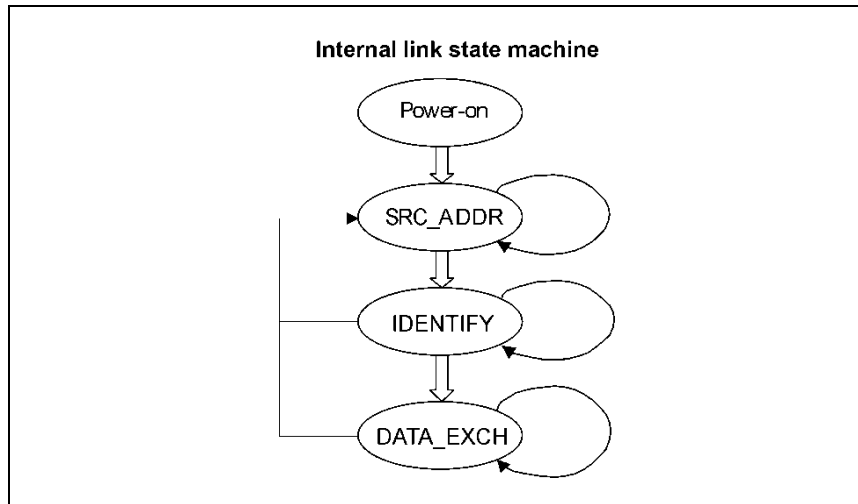 Internal link state machine
Power-on
SRC_ADDR
IDENTIFY
DATA_EXCH